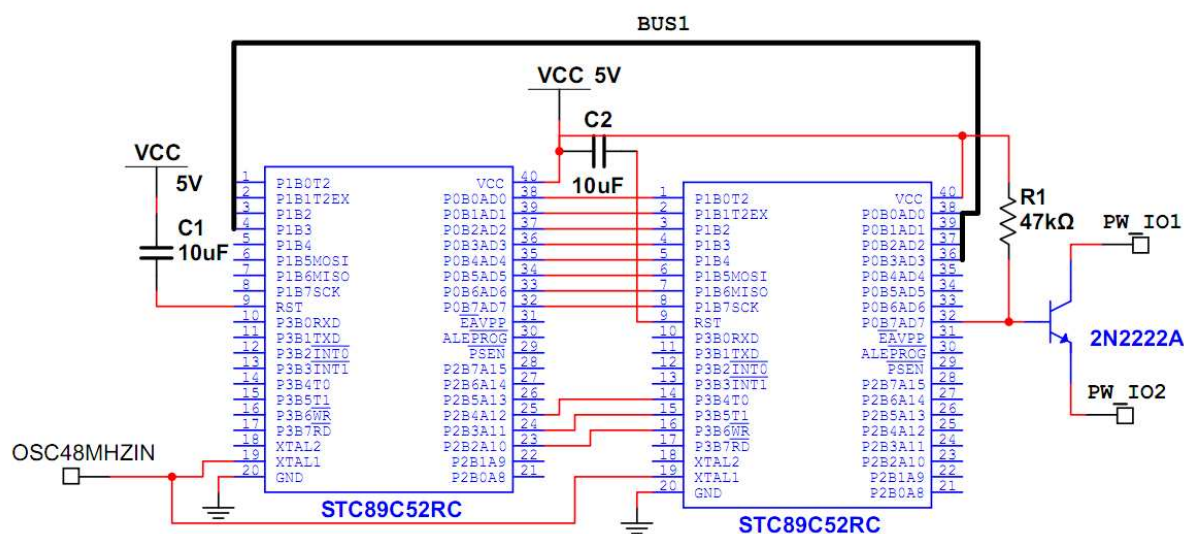 BUS1
VCC 5V
C2
10uF
VCC
5V
C1
10uF
1 P1B0T2
2 P1B1T2EX
3 P1B2
4 P1B3
5 P1B4
6 P1B5MOSI
7 P1B6MISO
8 P1B7SCK
9 RST
10 P3B0RXD
11 P3B1TXD
12 P3B2INT0
13 P3B3INT1
14 P3B4T0
15 P3B5T1
16 P3B6WR
17 P3B7RD
18 XTAL2
19 XTAL1
20 GND
VCC 40
P0B0AD0 38
P0B1AD1 39
P0B2AD2 37
P0B3AD3 36
P0B4AD4 35
P0B5AD5 34
P0B6AD6 33
P0B7AD7 32
EAVPP 31
ALEPROG 30
PSEN 29
P2B7A15 28
P2B6A14 27
P2B5A13 26
P2B4A12 25
P2B3A11 24
P2B2A10 23
P2B1A9 22
P2B0A8 21
STC89C52RC
1 P1B0T2
2 P1B1T2EX
3 P1B2
4 P1B3
5 P1B4
6 P1B5MOSI
7 P1B6MISO
8 P1B7SCK
9 RST
10 P3B0RXD
11 P3B1TXD
12 P3B2INT0
13 P3B3INT1
14 P3B4T0
15 P3B5T1
16 P3B6WR
17 P3B7RD
18 XTAL2
19 XTAL1
20 GND
VCC 40
P0B0AD0 38
P0B1AD1 39
P0B2AD2 37
P0B3AD3 36
P0B4AD4 35
P0B5AD5 34
P0B6AD6 33
P0B7AD7 32
EAVPP 31
ALEPROG 30
PSEN 29
P2B7A15 28
P2B6A14 27
P2B5A13 26
P2B4A12 25
P2B3A11 24
P2B2A10 23
P2B1A9 22
P2B0A8 21
STC89C52RC
R1
47kΩ
PW_IO1
2N2222A
PW_IO2
OSC48MHZIN